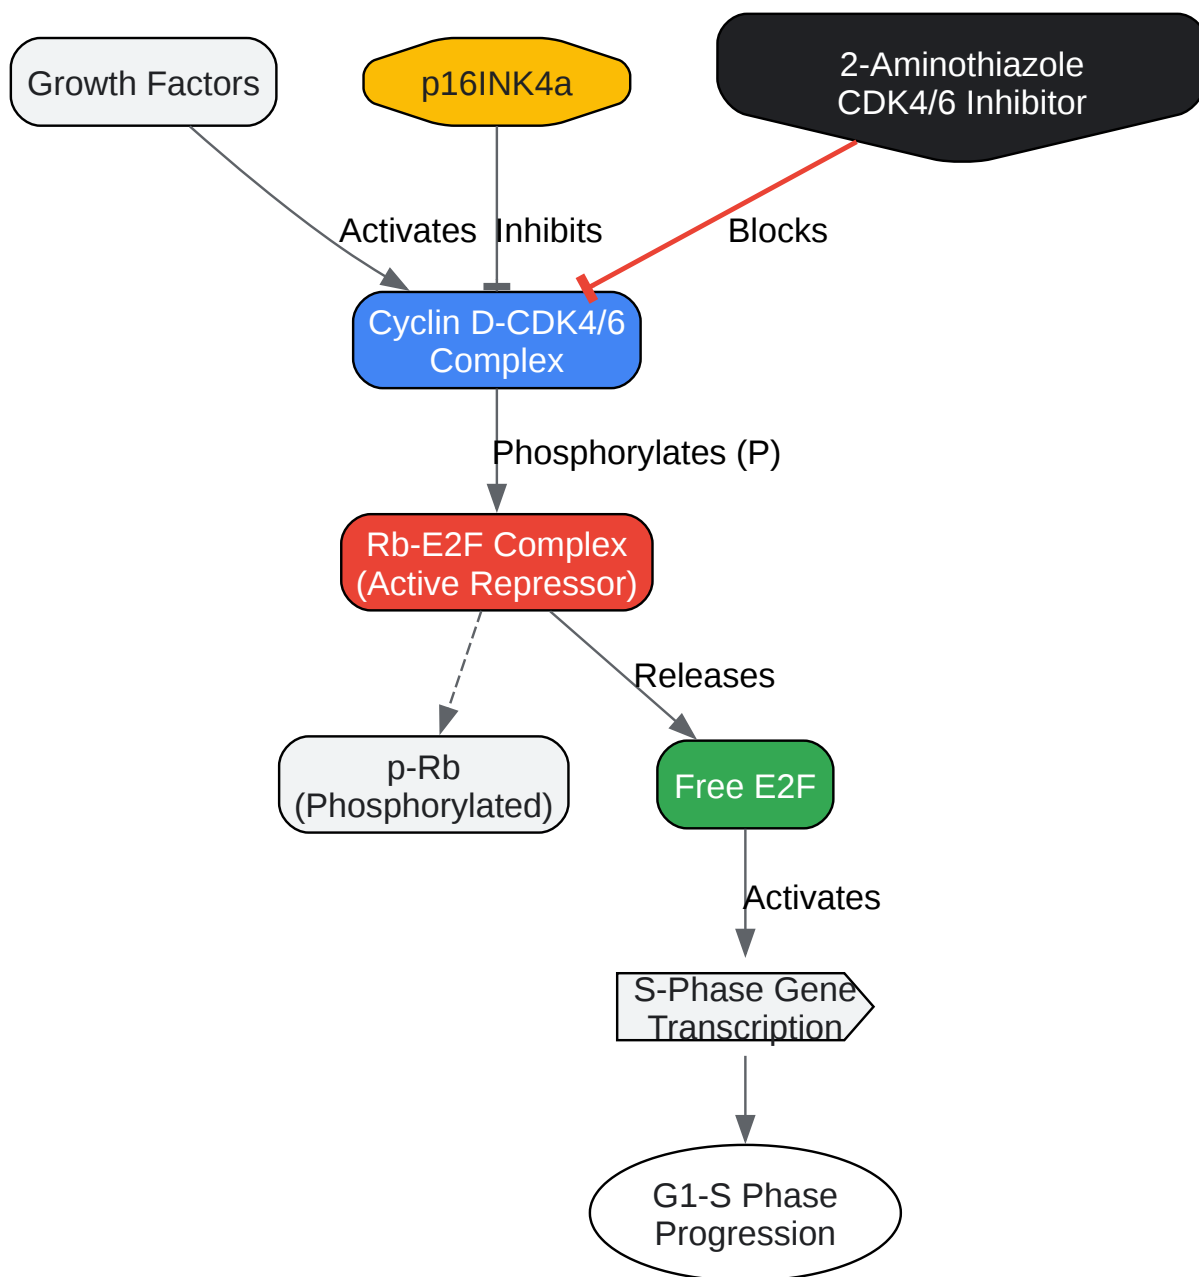 Growth Factors
p16INK4a
2-Aminothiazole
CDK4/6 Inhibitor
Activates
Inhibits
Blocks
Cyclin D-CDK4/6
Complex
Phosphorylates (P)
Rb-E2F Complex
(Active Repressor)
Releases
p-Rb
(Phosphorylated)
Free E2F
Activates
S-Phase Gene
Transcription
G1-S Phase
Progression